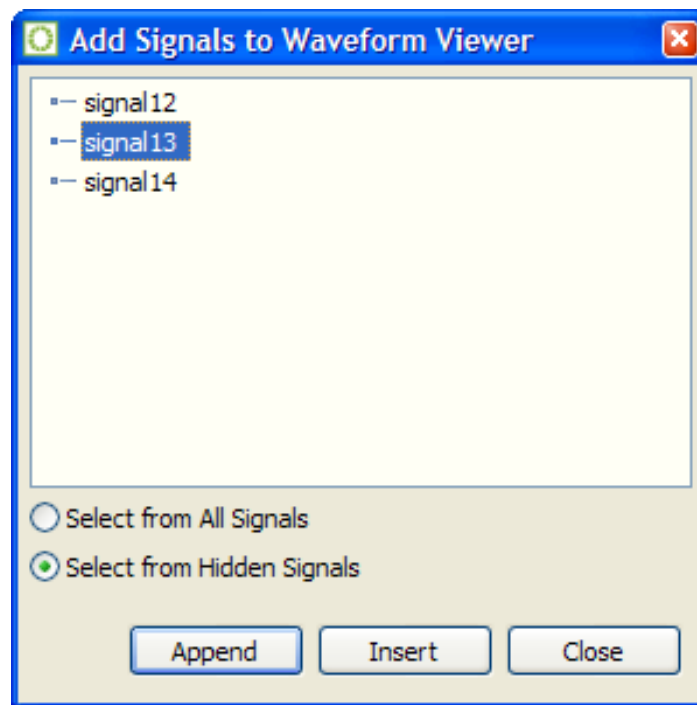 Add Signals to Waveform Viewer
signal12
signal13
signal14
Select from All Signals
Select from Hidden Signals
Append Insert Close